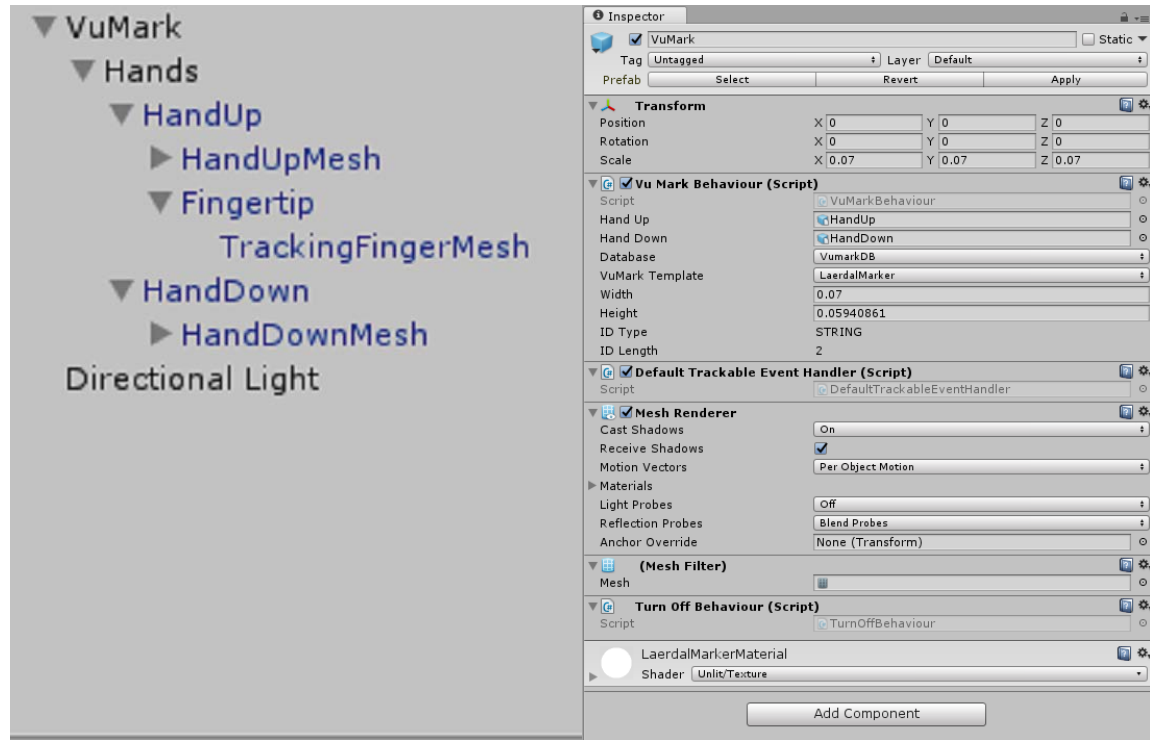 VuMark
Hands
HandUp
HandUpMesh
Fingertip
TrackingFingerMesh
HandDown
HandDownMesh
Directional Light
Inspector
VuMark Static
Tag Untagged Layer Default
Prefab Select Revert Apply
Transform
Position X 0 Y 0 Z 0
Rotation X 0 Y 0 Z 0
Scale X 0.07 Y 0.07 Z 0.07
Vu Mark Behaviour (Script)
Script VuMarkBehaviour
Hand Up HandUp
Hand Down HandDown
Database VumarkDB
VuMark Template LaerdalMarker
Width 0.07
Height 0.05940861
ID Type STRING
ID Length 2
Default Trackable Event Handler (Script)
Script DefaultTrackableEventHandler
Mesh Renderer
Cast Shadows On
Receive Shadows
Motion Vectors Per Object Motion
Materials
Light Probes Off
Reflection Probes Blend Probes
Anchor Override None (Transform)
(Mesh Filter)
Mesh
Turn Off Behaviour (Script)
Script TurnOffBehaviour
LaerdalMarkerMaterial
Shader Unlit/Texture
Add Component